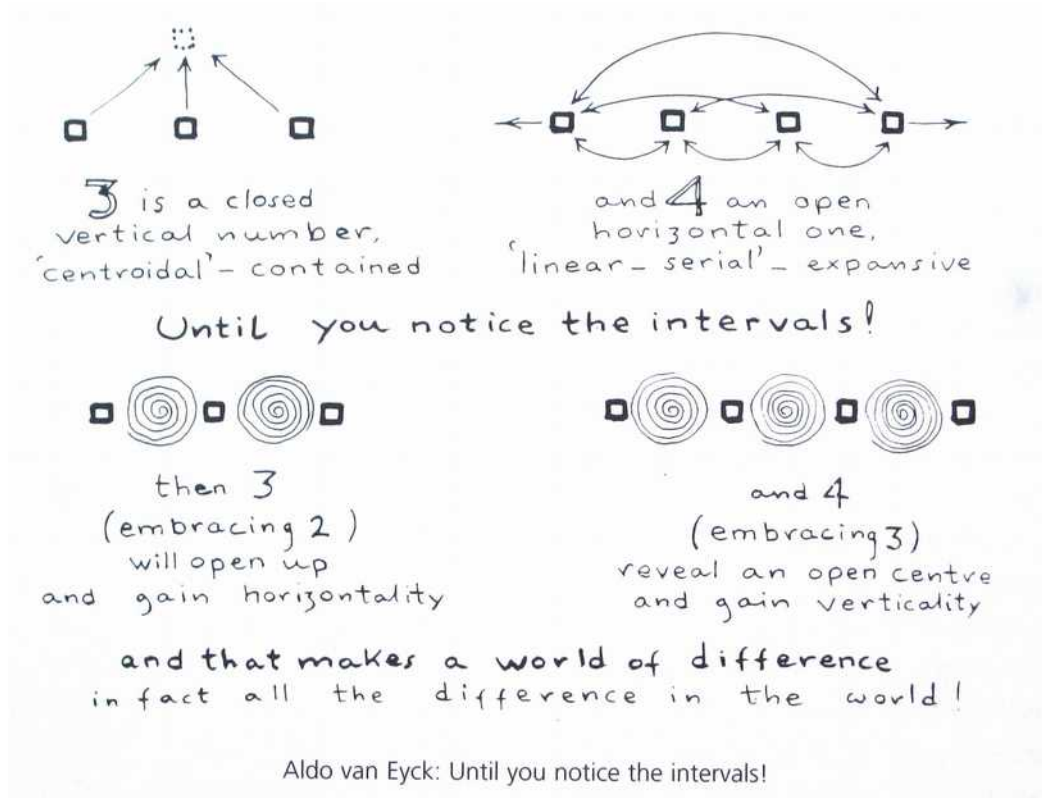 3 is a closed
vertical number,
'centroidal' - contained
and 4 an open
horizontal one,
'linear - serial' - expansive
Until you notice the intervals!
then 3
(embracing 2)
will open up
and gain horizontality
and 4
(embracing 3)
reveal an open centre
and gain verticality
and that makes a world of difference
in fact all the difference in the world!
Aldo van Eyck: Until you notice the intervals!